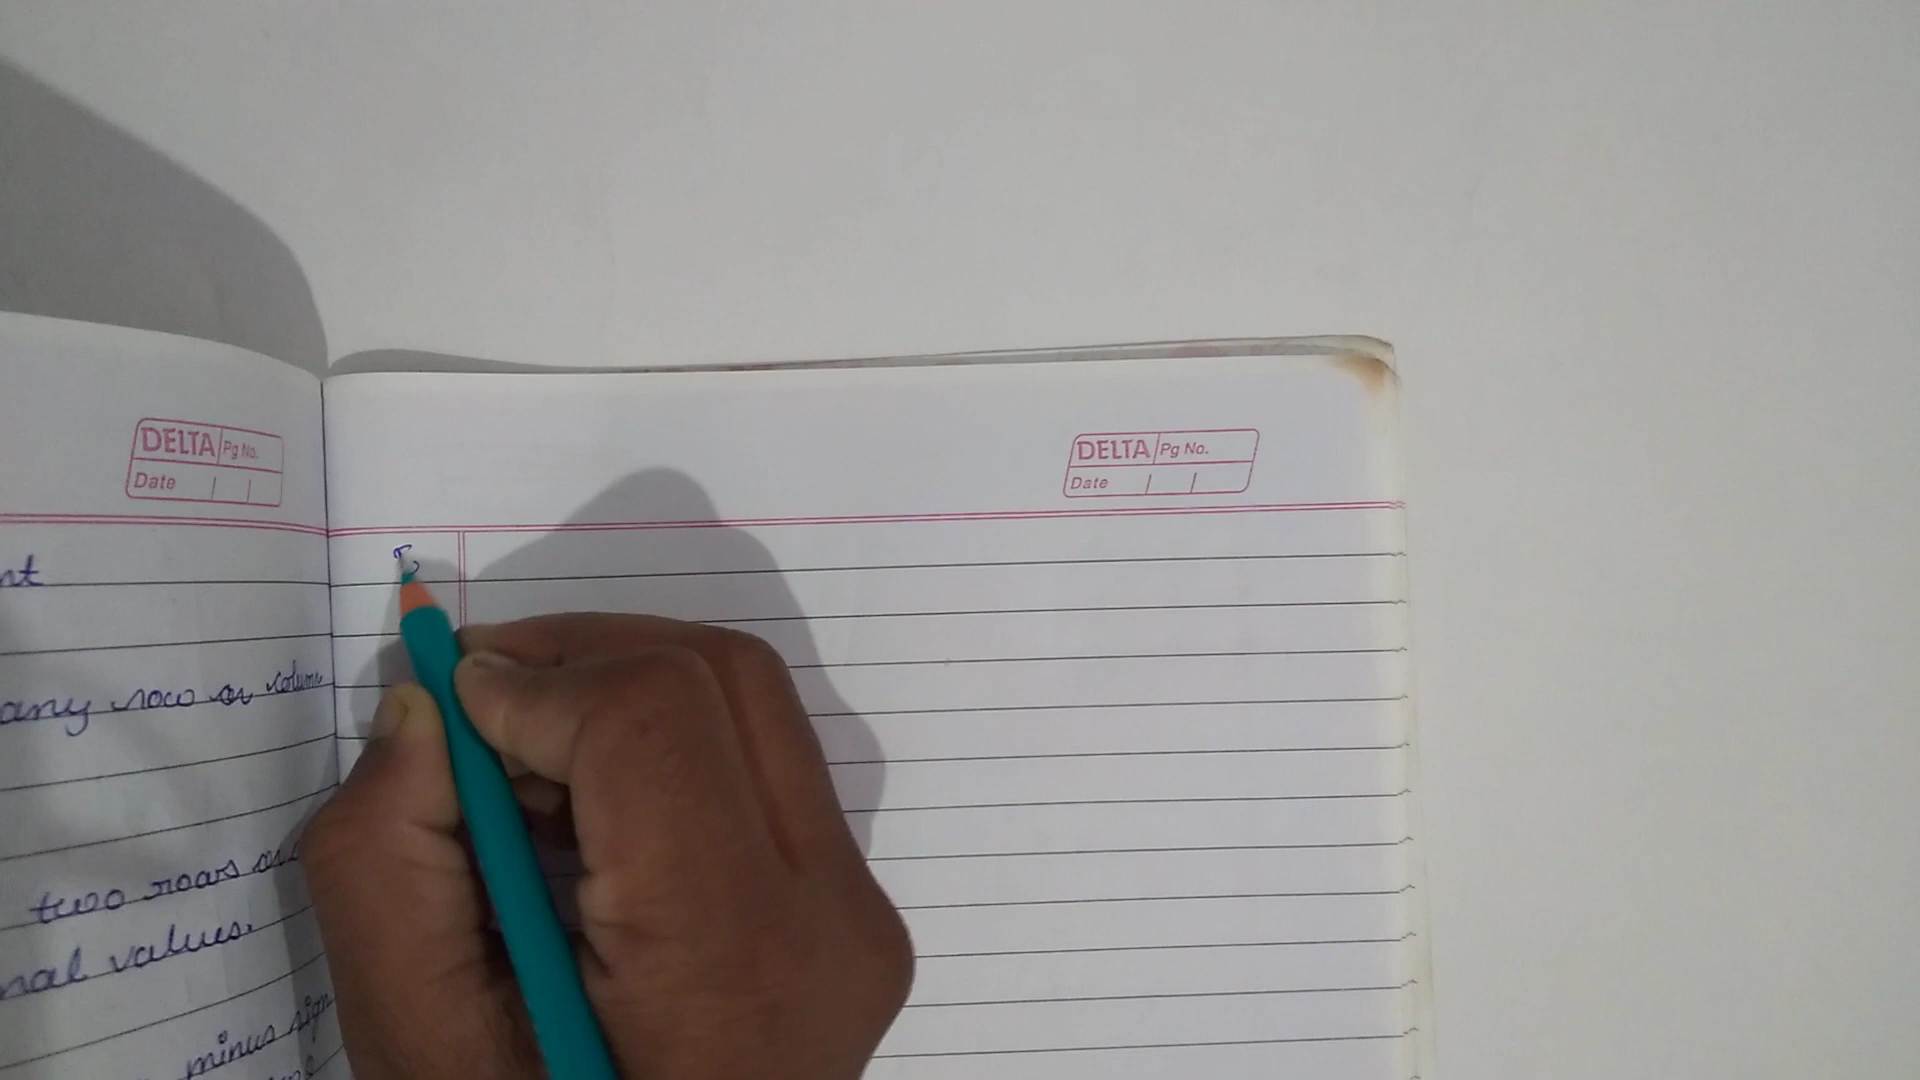 DELTA Pg No.
Date / /
nt
any row or column
two rows or
nal values.
minus sign
DELTA Pg No.
Date / /